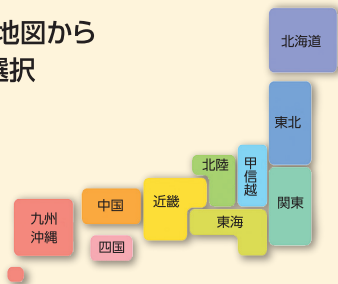 地図から
選択
北海道
東北
北陸
甲信越
関東
近畿
東海
中国
四国
九州
沖縄